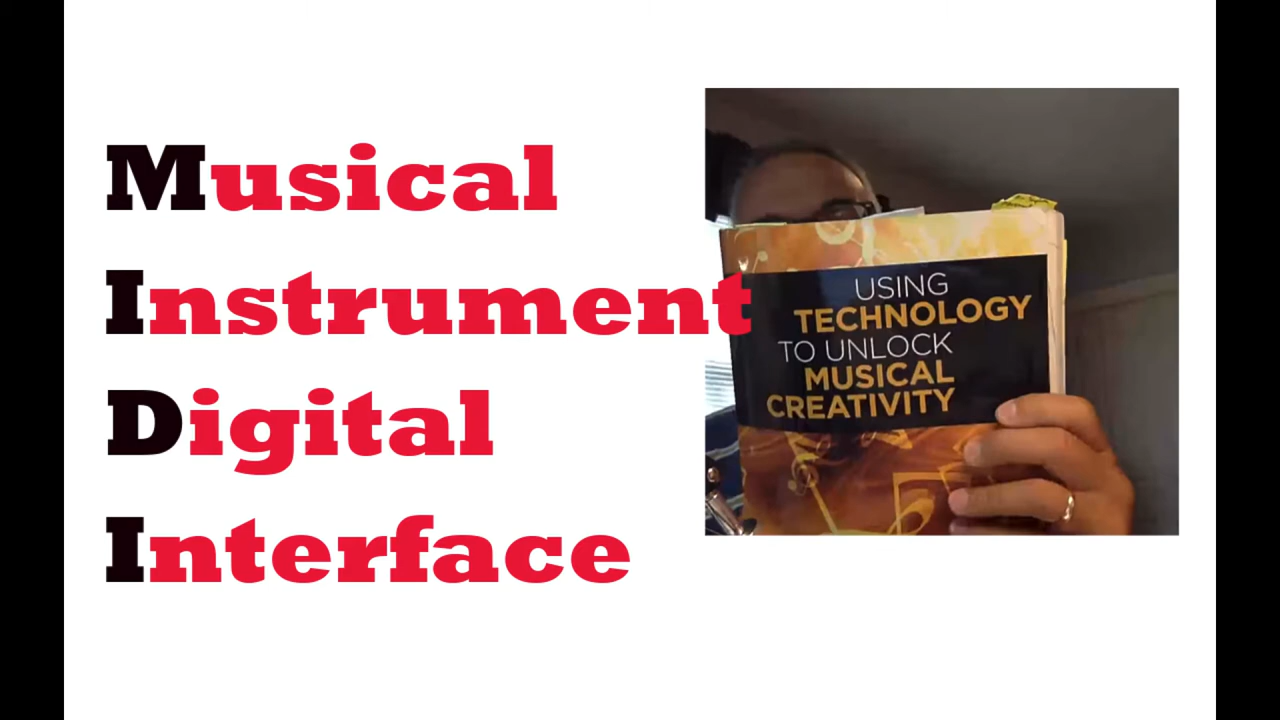 Musical
Instrument
Digital
Interface
USING
TECHNOLOGY
TO UNLOCK
MUSICAL
CREATIVITY